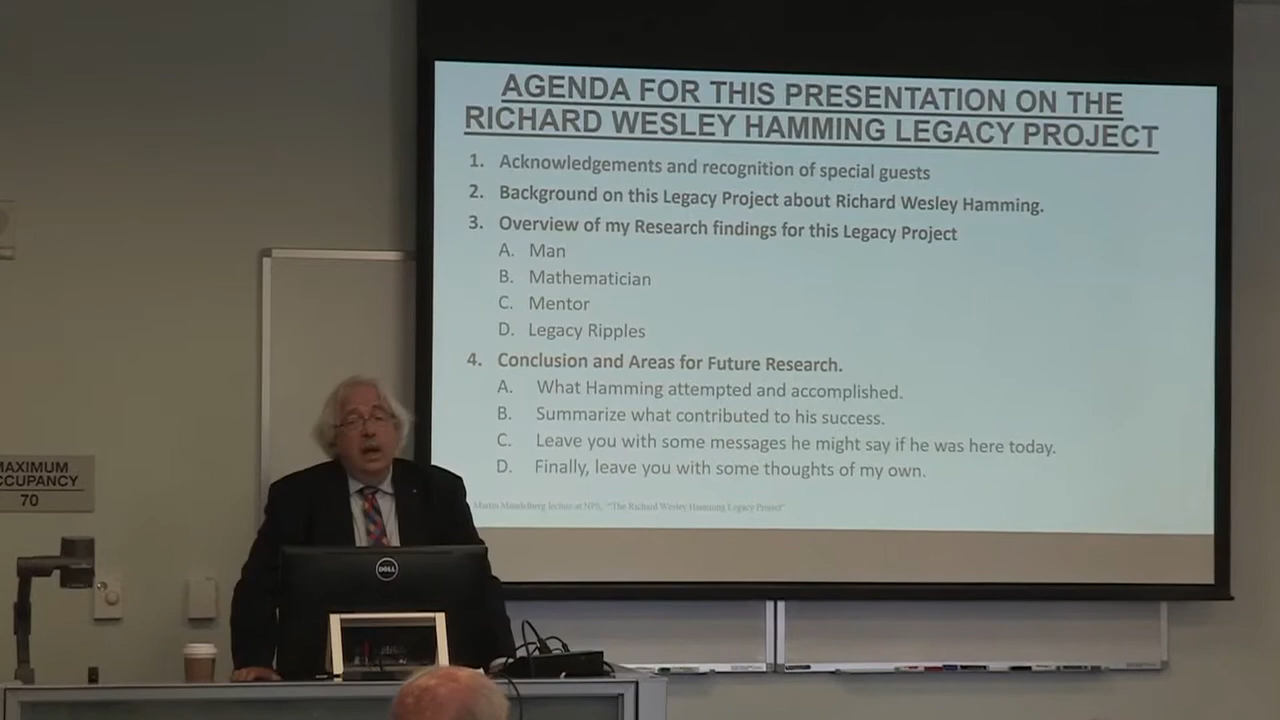 AGENDA FOR THIS PRESENTATION ON THE
RICHARD WESLEY HAMMING LEGACY PROJECT
1. Acknowledgements and recognition of special guests
2. Background on this Legacy Project about Richard Wesley Hamming.
3. Overview of my Research findings for this Legacy Project
A. Man
B. Mathematician
C. Mentor
D. Legacy Ripples
4. Conclusion and Areas for Future Research.
A. What Hamming attempted and accomplished.
B. Summarize what contributed to his success.
C. Leave you with some messages he might say if he was here today.
D. Finally, leave you with some thoughts of my own.
Martin Mandelberg lecture at NPS, "The Richard Wesley Hamming Legacy Project"
MAXIMUM
OCCUPANCY
70
DELL